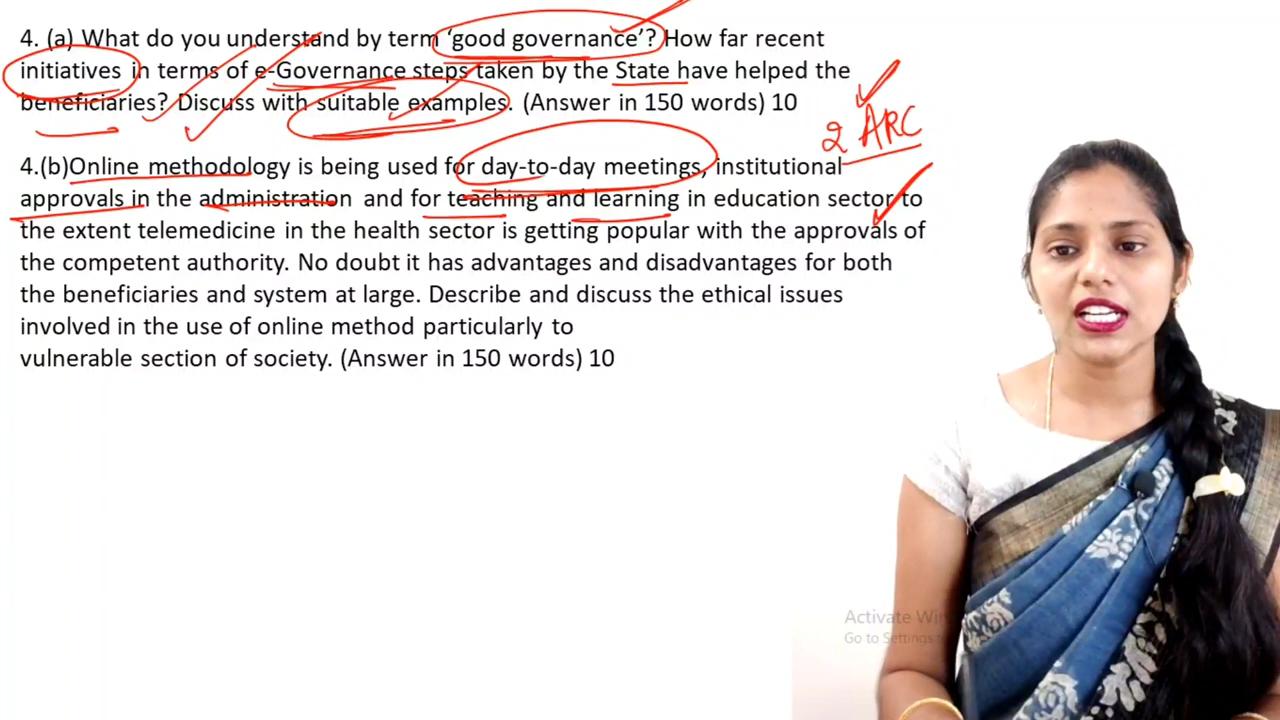 4. (a) What do you understand by term ‘good governance’? How far recent
initiatives in terms of e-Governance steps taken by the State have helped the
beneficiaries? Discuss with suitable examples. (Answer in 150 words) 10
2 ARC
4.(b)Online methodology is being used for day-to-day meetings, institutional
approvals in the administration and for teaching and learning in education sector to
the extent telemedicine in the health sector is getting popular with the approvals of
the competent authority. No doubt it has advantages and disadvantages for both
the beneficiaries and system at large. Describe and discuss the ethical issues
involved in the use of online method particularly to
vulnerable section of society. (Answer in 150 words) 10
Activate
Go to Settings